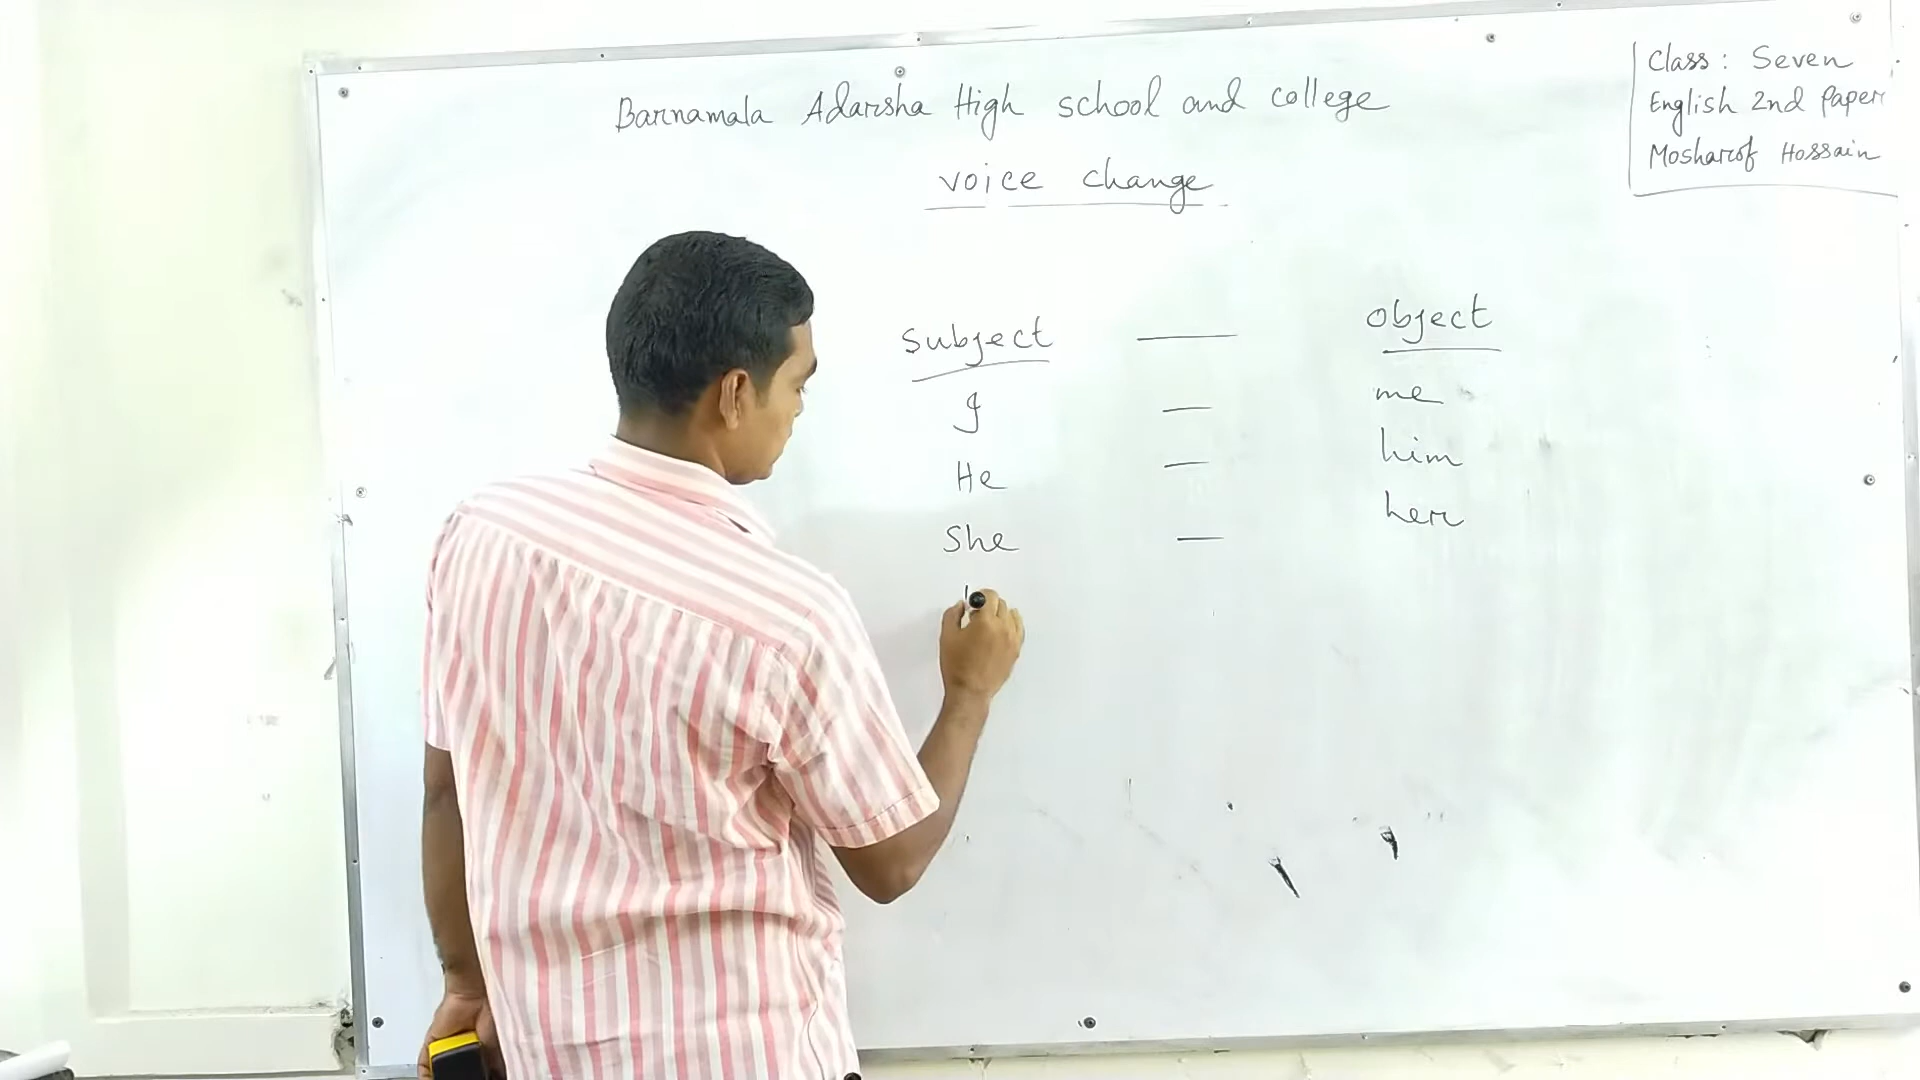 Barnamala Adarsha High school and college
voice change
Class : Seven
English 2nd Paper
Mosharof Hossain
Subject — object
I — me
He — him
She — her